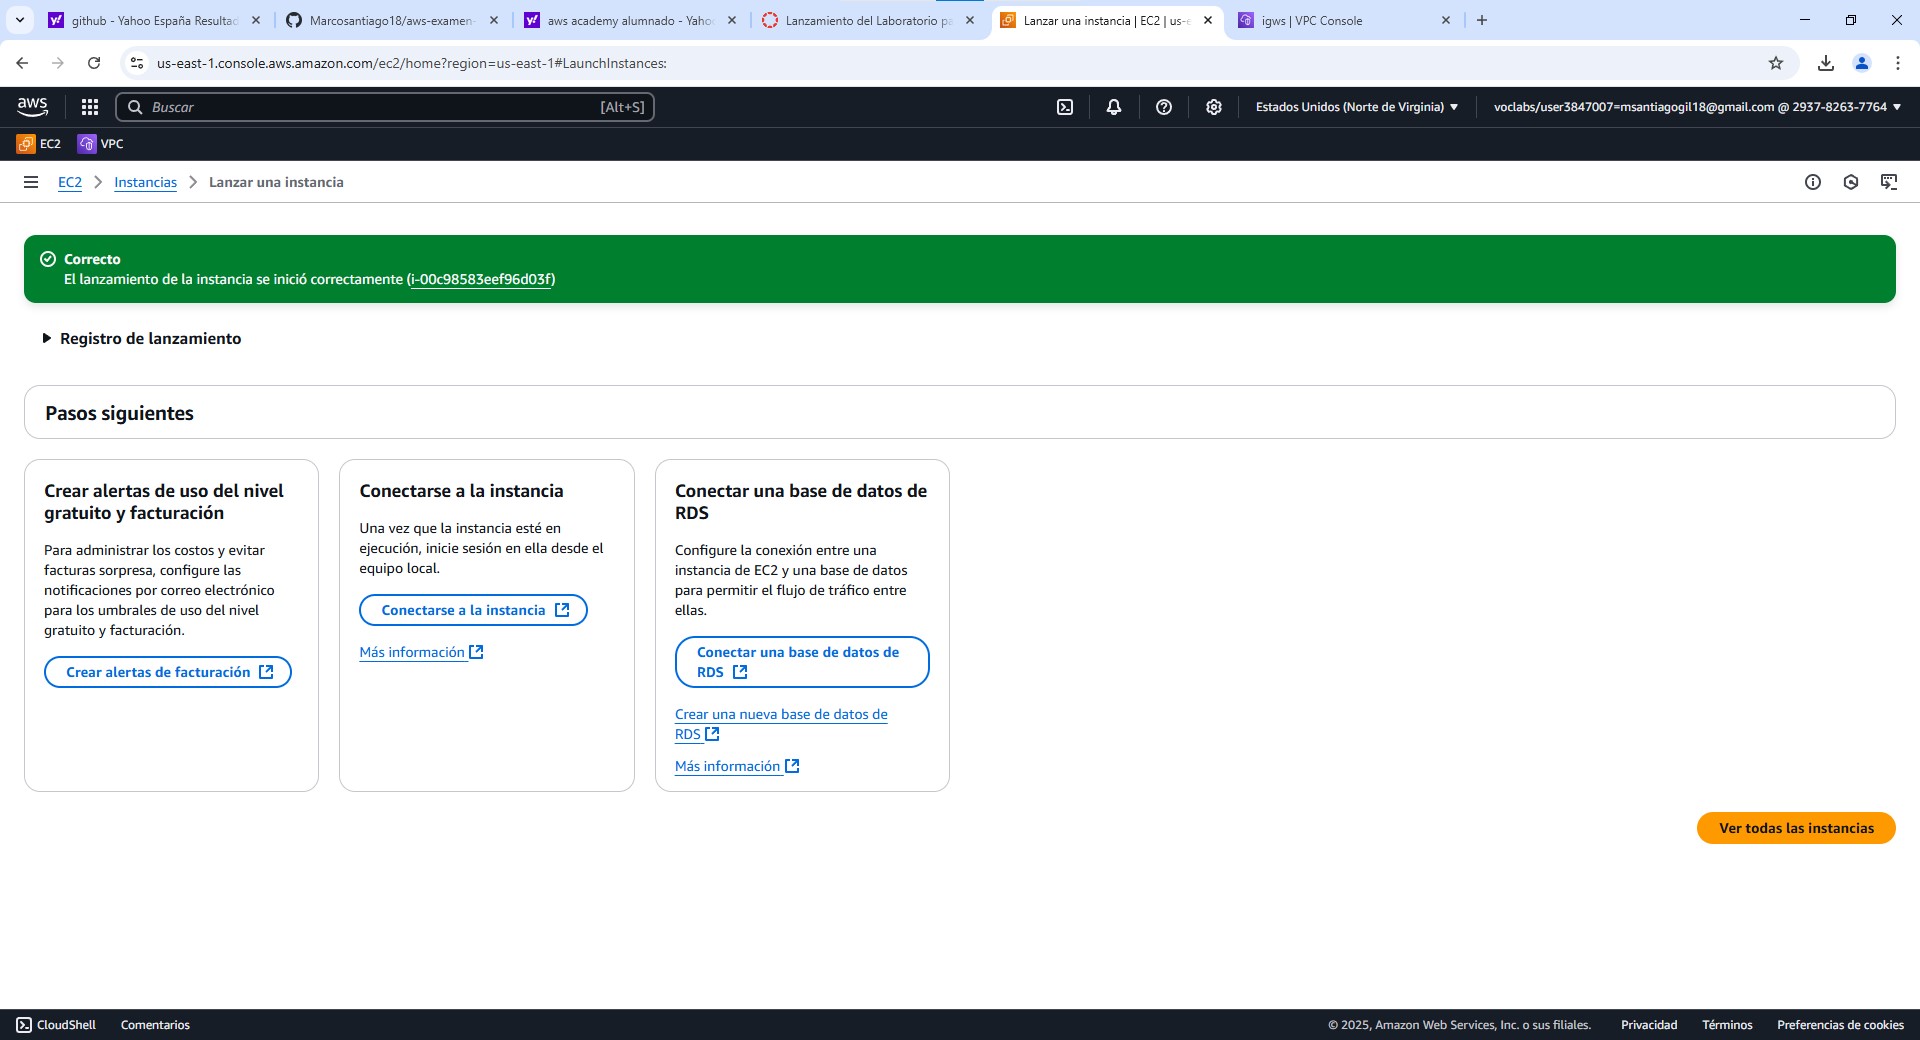 github - Yahoo España Resultad
Marcosantiago18/aws-examen-
aws academy alumnado - Yaho
Lanzamiento del Laboratorio pa
Lanzar una instancia | EC2 | us-e
igws | VPC Console
us-east-1.console.aws.amazon.com/ec2/home?region=us-east-1#LaunchInstances:
aws
Buscar
[Alt+S]
Estados Unidos (Norte de Virginia)
voclabs/user3847007=msantiagogil18@gmail.com @ 2937-8263-7764
EC2
VPC
EC2
Instancias
Lanzar una instancia
Correcto
El lanzamiento de la instancia se inició correctamente (i-00c98583eef96d03f)
Registro de lanzamiento
Pasos siguientes
Crear alertas de uso del nivel
gratuito y facturación
Para administrar los costos y evitar
facturas sorpresa, configure las
notificaciones por correo electrónico
para los umbrales de uso del nivel
gratuito y facturación.
Crear alertas de facturación
Conectarse a la instancia
Una vez que la instancia esté en
ejecución, inicie sesión en ella desde el
equipo local.
Conectarse a la instancia
Más información
Conectar una base de datos de
RDS
Configure la conexión entre una
instancia de EC2 y una base de datos
para permitir el flujo de tráfico entre
ellas.
Conectar una base de datos de
RDS
Crear una nueva base de datos de
RDS
Más información
Ver todas las instancias
CloudShell
Comentarios
© 2025, Amazon Web Services, Inc. o sus filiales.
Privacidad
Términos
Preferencias de cookies